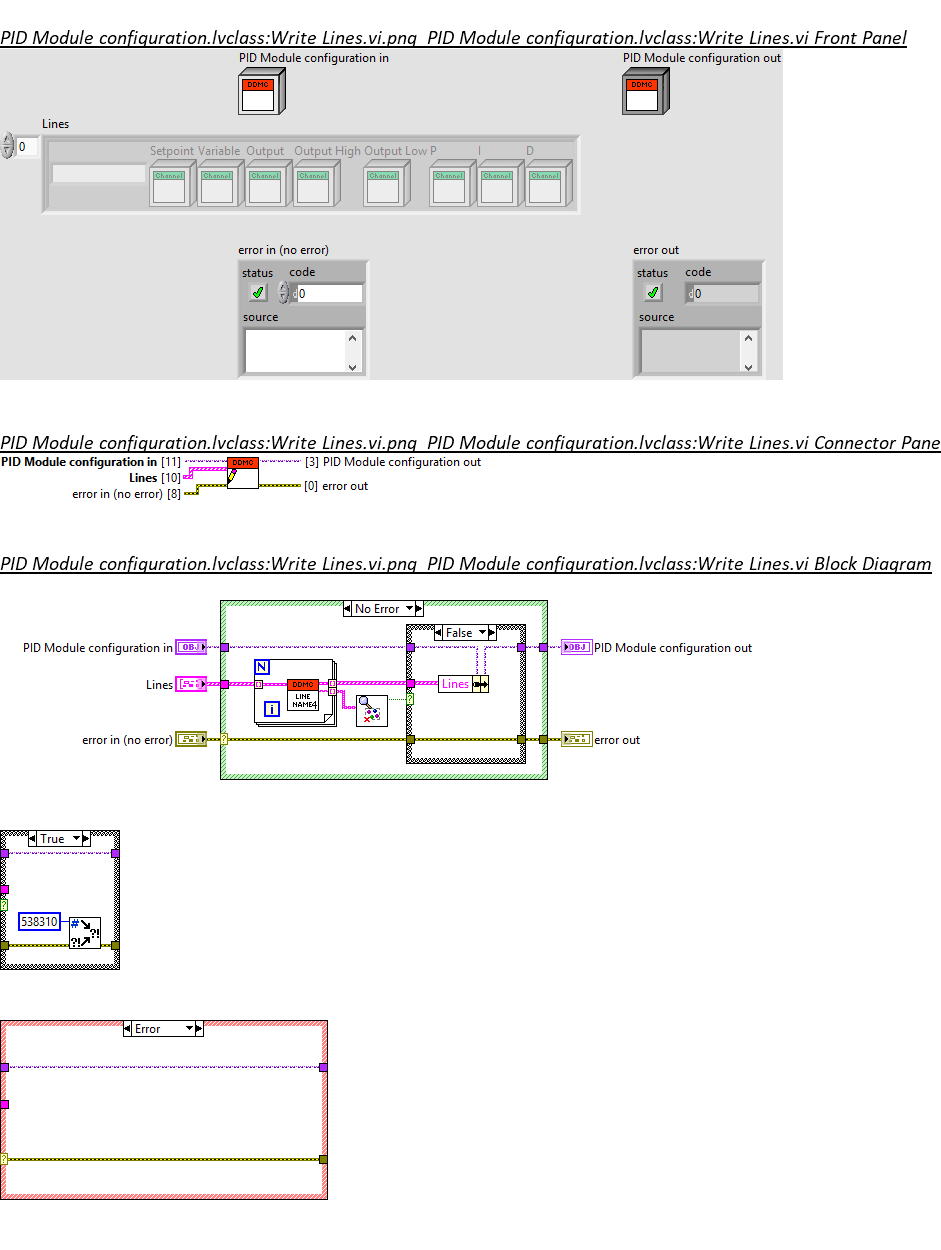 PID Module configuration.lvclass:Write Lines.vi.png  PID Module configuration.lvclass:Write Lines.vi Front Panel
PID Module configuration in
PID Module configuration out
DDMC
DDMC
Lines
0
Setpoint Variable Output Output High Output Low P I D
Channel Channel Channel Channel Channel Channel Channel Channel
error in (no error)
error out
status code
status code
d 0
d 0
source
source
PID Module configuration.lvclass:Write Lines.vi.png  PID Module configuration.lvclass:Write Lines.vi Connector Pane
PID Module configuration in [11]
DDMC
[3] PID Module configuration out
Lines [10]
error in (no error) [8]
[0] error out
PID Module configuration.lvclass:Write Lines.vi.png  PID Module configuration.lvclass:Write Lines.vi Block Diagram
No Error
False
PID Module configuration in
OBJ
OBJ
PID Module configuration out
N
Lines
DDMC
LINE
NAME4
Lines
i
?
error in (no error)
?
error out
True
?
538310
#
?!
?!
Error
?